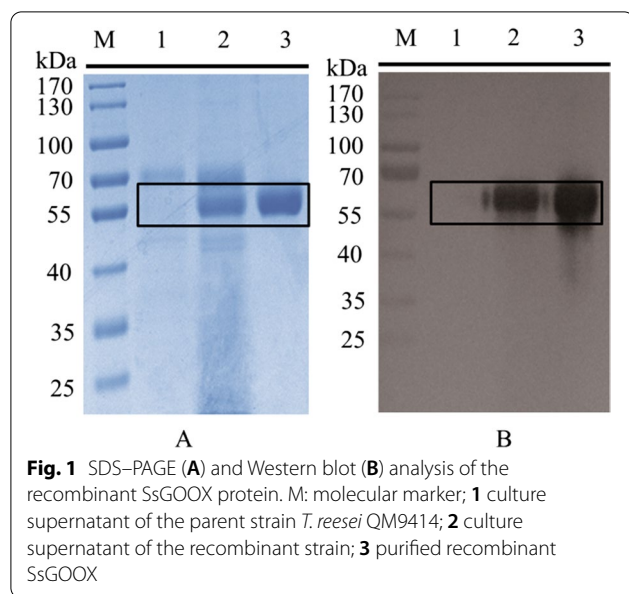 kDa M 1 2 3
170
130
100
70
55
40
35
25
A
kDa M 1 2 3
170
130
100
70
55
40
35
25
B
Fig. 1 SDS–PAGE (A) and Western blot (B) analysis of the
recombinant SsGOOX protein. M: molecular marker; 1 culture
supernatant of the parent strain T. reesei QM9414; 2 culture
supernatant of the recombinant strain; 3 purified recombinant
SsGOOX